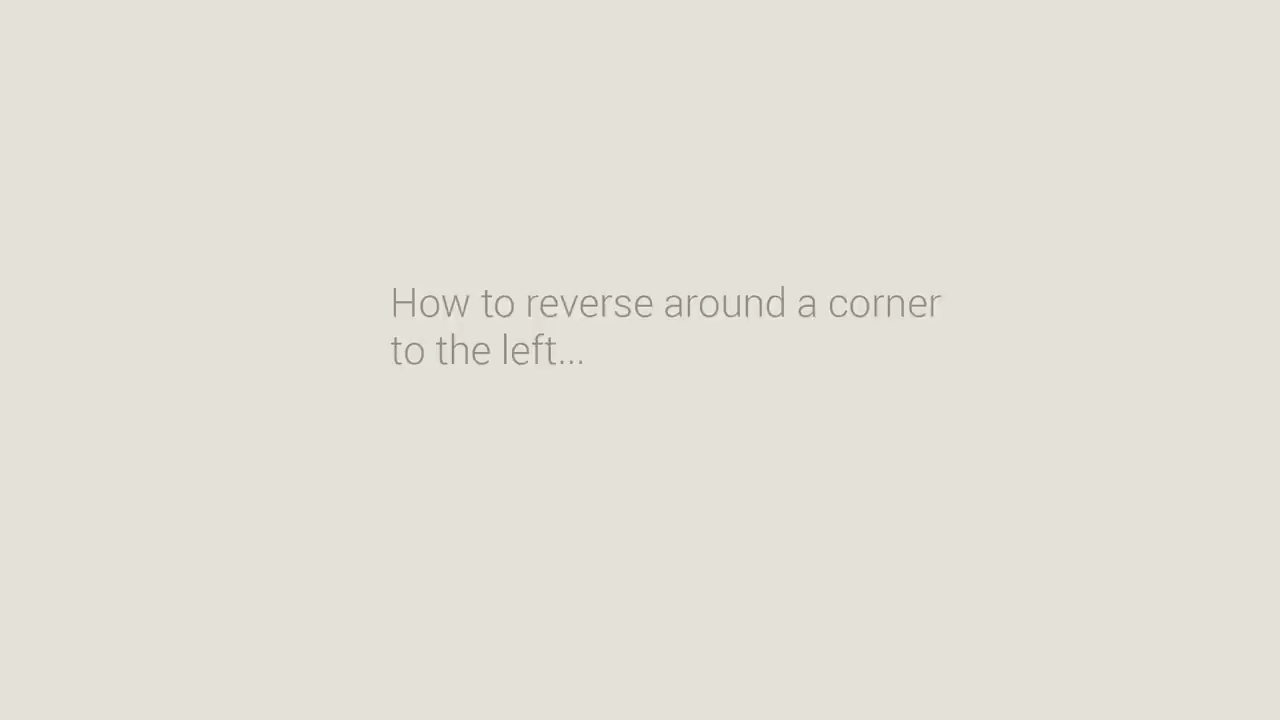 How to reverse around a corner
to the left...